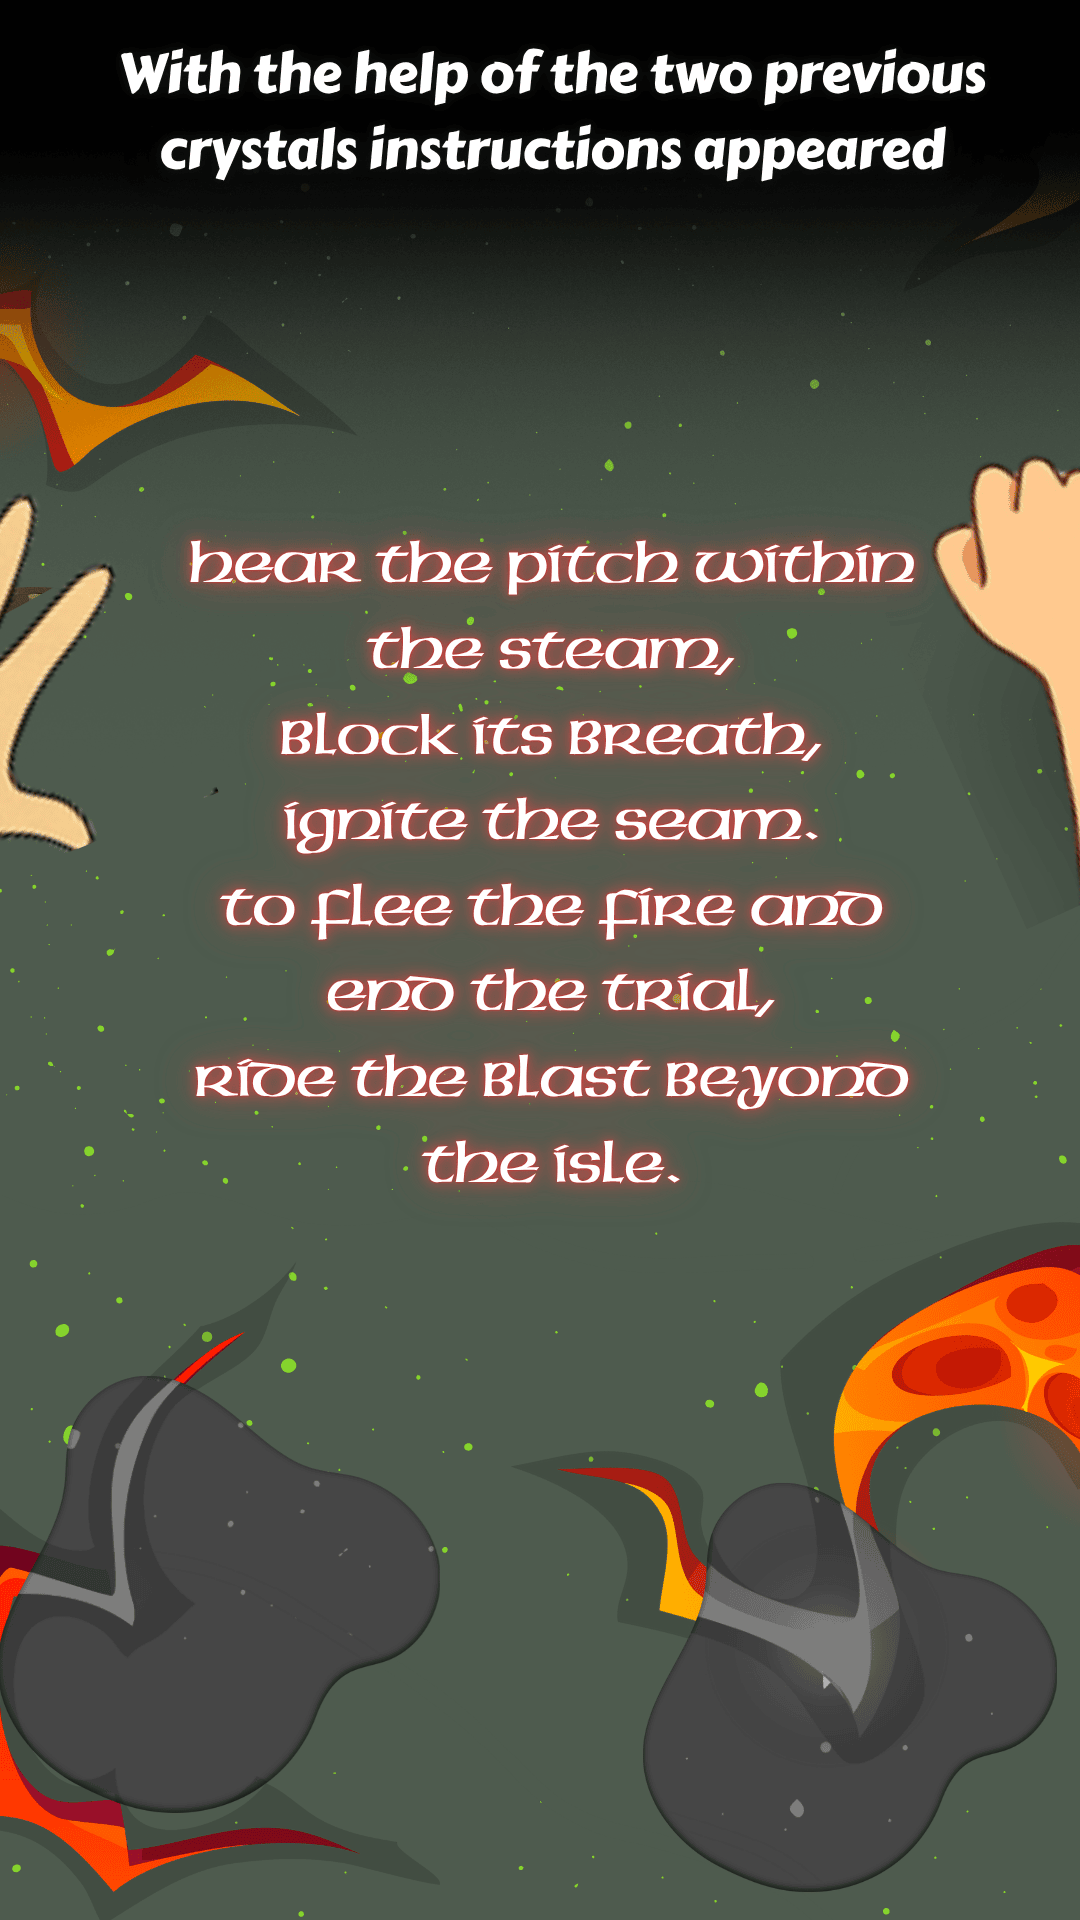 With the help of the two previous
crystals instructions appeared
hear the pitch within
the steam,
Block its Breath,
ignite the seam.
to flee the fire and
end the trial,
Ride the Blast Beyond
the isle.